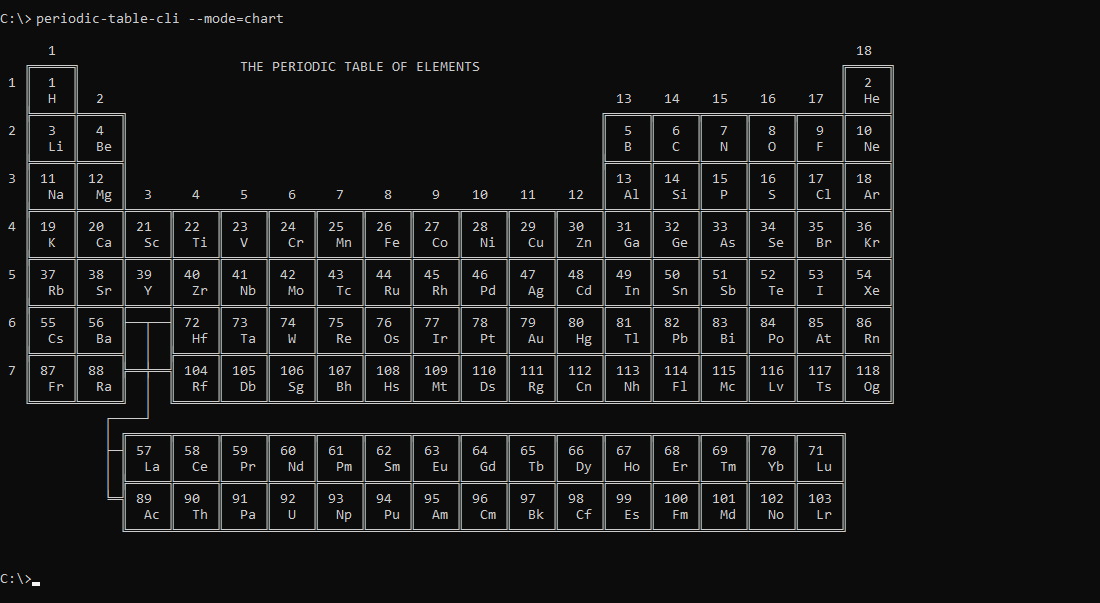 C:\> periodic-table-cli --mode=chart
1 18
THE PERIODIC TABLE OF ELEMENTS
1 1 2
H 2 13 14 15 16 17 He
2 3 4 5 6 7 8 9 10
Li Be B C N O F Ne
3 11 12 13 14 15 16 17 18
Na Mg 3 4 5 6 7 8 9 10 11 12 Al Si P S Cl Ar
4 19 20 21 22 23 24 25 26 27 28 29 30 31 32 33 34 35 36
K Ca Sc Ti V Cr Mn Fe Co Ni Cu Zn Ga Ge As Se Br Kr
5 37 38 39 40 41 42 43 44 45 46 47 48 49 50 51 52 53 54
Rb Sr Y Zr Nb Mo Tc Ru Rh Pd Ag Cd In Sn Sb Te I Xe
6 55 56 72 73 74 75 76 77 78 79 80 81 82 83 84 85 86
Cs Ba Hf Ta W Re Os Ir Pt Au Hg Tl Pb Bi Po At Rn
7 87 88 104 105 106 107 108 109 110 111 112 113 114 115 116 117 118
Fr Ra Rf Db Sg Bh Hs Mt Ds Rg Cn Nh Fl Mc Lv Ts Og
57 58 59 60 61 62 63 64 65 66 67 68 69 70 71
La Ce Pr Nd Pm Sm Eu Gd Tb Dy Ho Er Tm Yb Lu
89 90 91 92 93 94 95 96 97 98 99 100 101 102 103
Ac Th Pa U Np Pu Am Cm Bk Cf Es Fm Md No Lr
C:\>